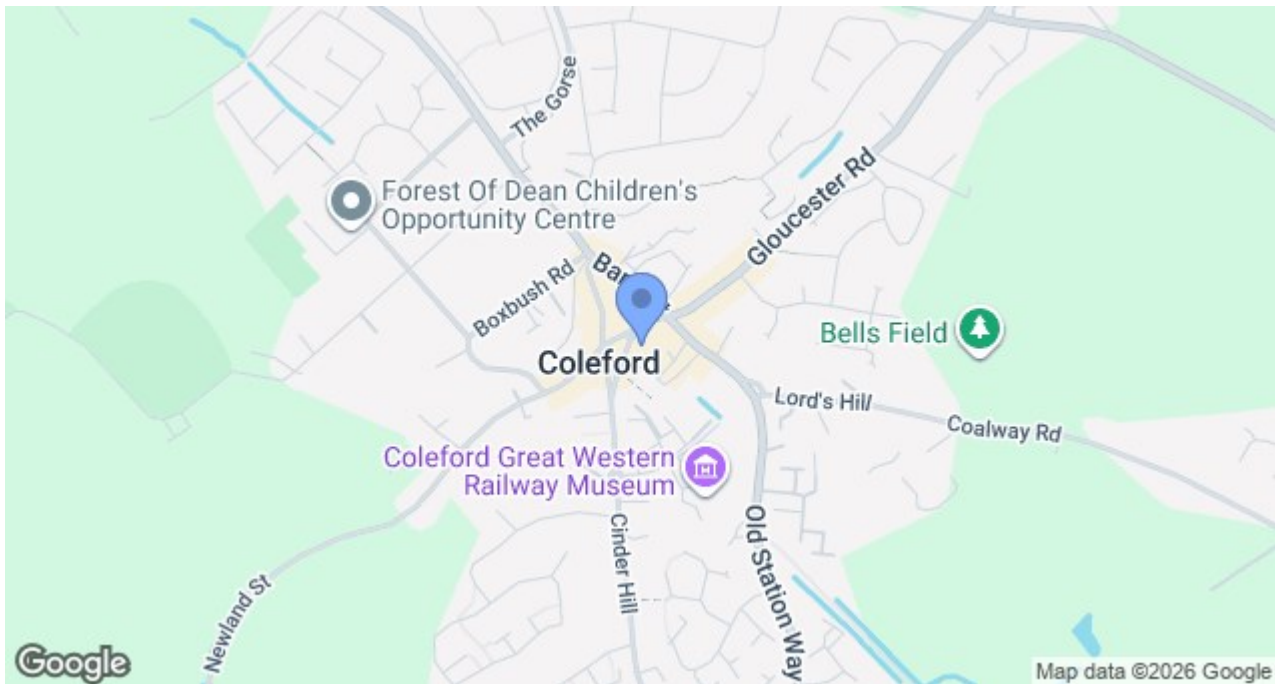 The Gorse
Forest Of Dean Children's
Opportunity Centre
Gloucester Rd
Boxbush Rd
Bells Field
Coleford
Lord's Hill
Coalway Rd
Coleford Great Western
Railway Museum
Cinder Hill
Old Station Way
Newland St
Google
Map data ©2026 Google